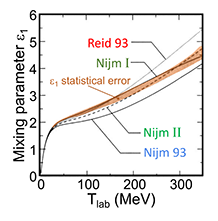 Mixing parameter ε₁
6
5
4
3
2
1
0
Reid 93
Nijm I
ε₁ statistical error
Nijm II
Nijm 93
0 100 200 300
T_lab (MeV)